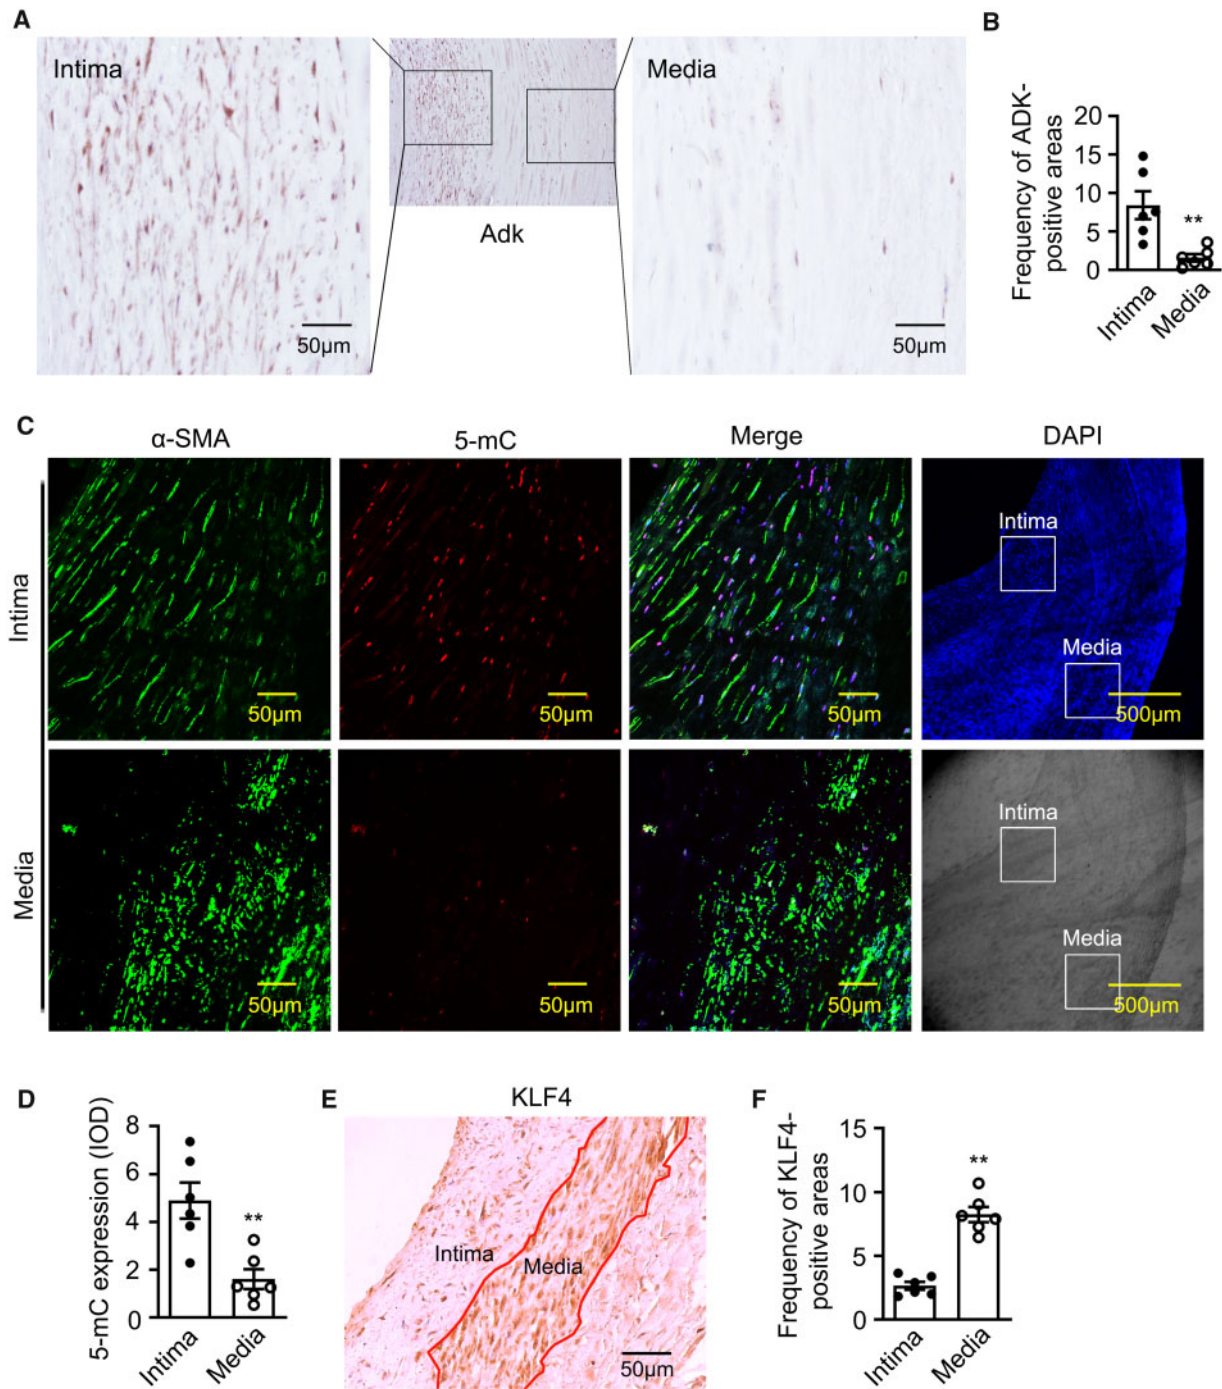 A
Intima
Media
50µm
Adk
50µm
B
Frequency of ADK-
positive areas
20
15
10
5
0
**
Intima
Media
C
α-SMA
5-mC
Merge
DAPI
Intima
50µm
50µm
50µm
Intima
Media
500µm
Media
50µm
50µm
50µm
Intima
Media
500µm
D
5-mC expression (IOD)
8
6
4
2
0
**
Intima
Media
E
KLF4
Intima
Media
50µm
F
Frequency of KLF4-
positive areas
15
10
5
0
**
Intima
Media